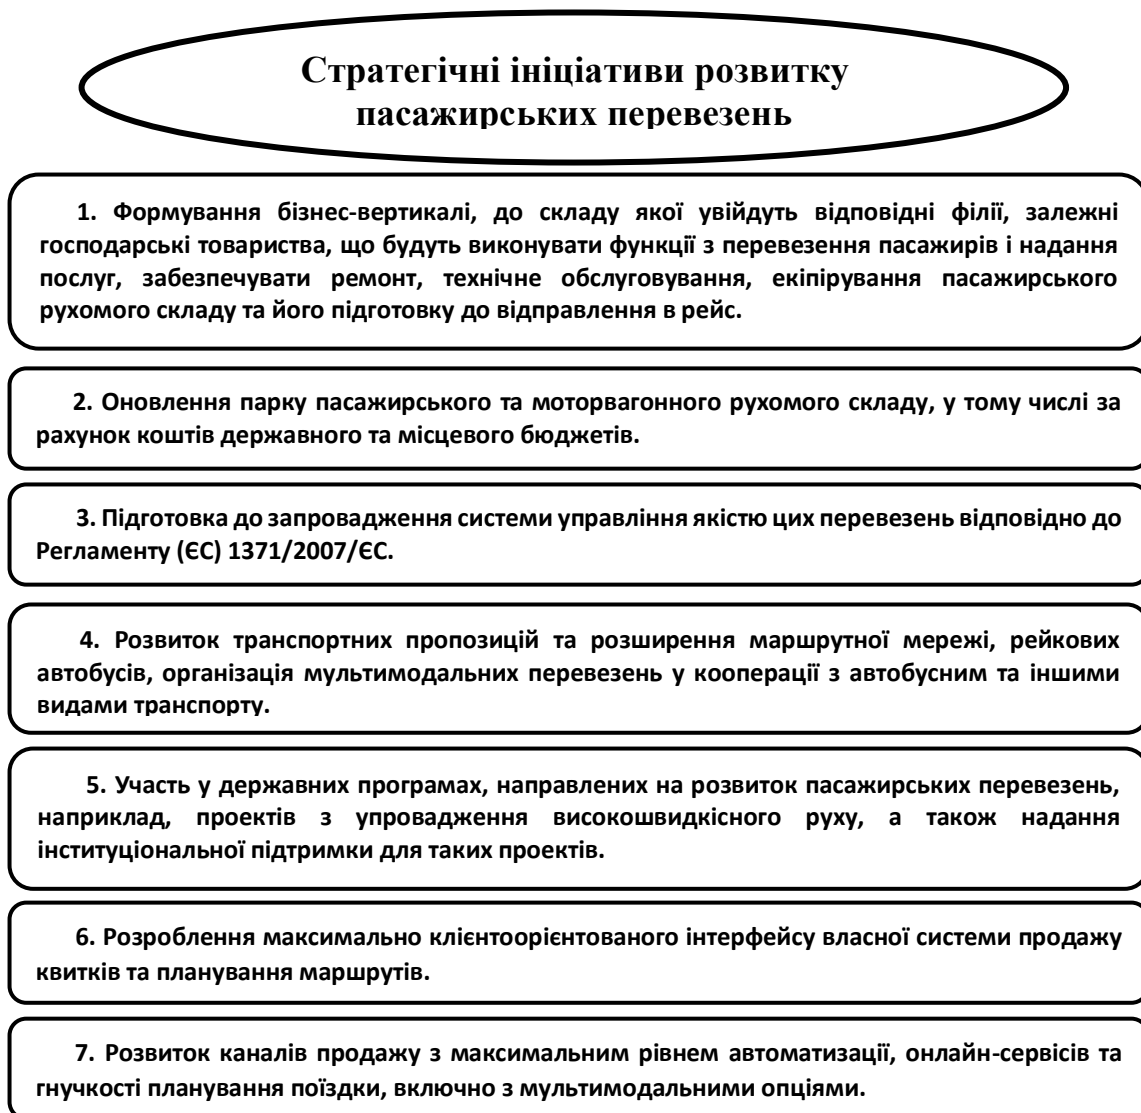 Стратегічні ініціативи розвитку
пасажирських перевезень
1. Формування бізнес-вертикалі, до складу якої увійдуть відповідні філії, залежні
господарські товариства, що будуть виконувати функції з перевезення пасажирів і надання
послуг, забезпечувати ремонт, технічне обслуговування, екіпірування пасажирського
рухомого складу та його підготовку до відправлення в рейс.
2. Оновлення парку пасажирського та моторвагонного рухомого складу, у тому числі за
рахунок коштів державного та місцевого бюджетів.
3. Підготовка до запровадження системи управління якістю цих перевезень відповідно до
Регламенту (ЄС) 1371/2007/ЄС.
4. Розвиток транспортних пропозицій та розширення маршрутної мережі, рейкових
автобусів, організація мультимодальних перевезень у кооперації з автобусним та іншими
видами транспорту.
5. Участь у державних програмах, направлених на розвиток пасажирських перевезень,
наприклад, проектів з упровадження високошвидкісного руху, а також надання
інституціональної підтримки для таких проектів.
6. Розроблення максимально клієнтоорієнтованого інтерфейсу власної системи продажу
квитків та планування маршрутів.
7. Розвиток каналів продажу з максимальним рівнем автоматизації, онлайн-сервісів та
гнучкості планування поїздки, включно з мультимодальними опціями.